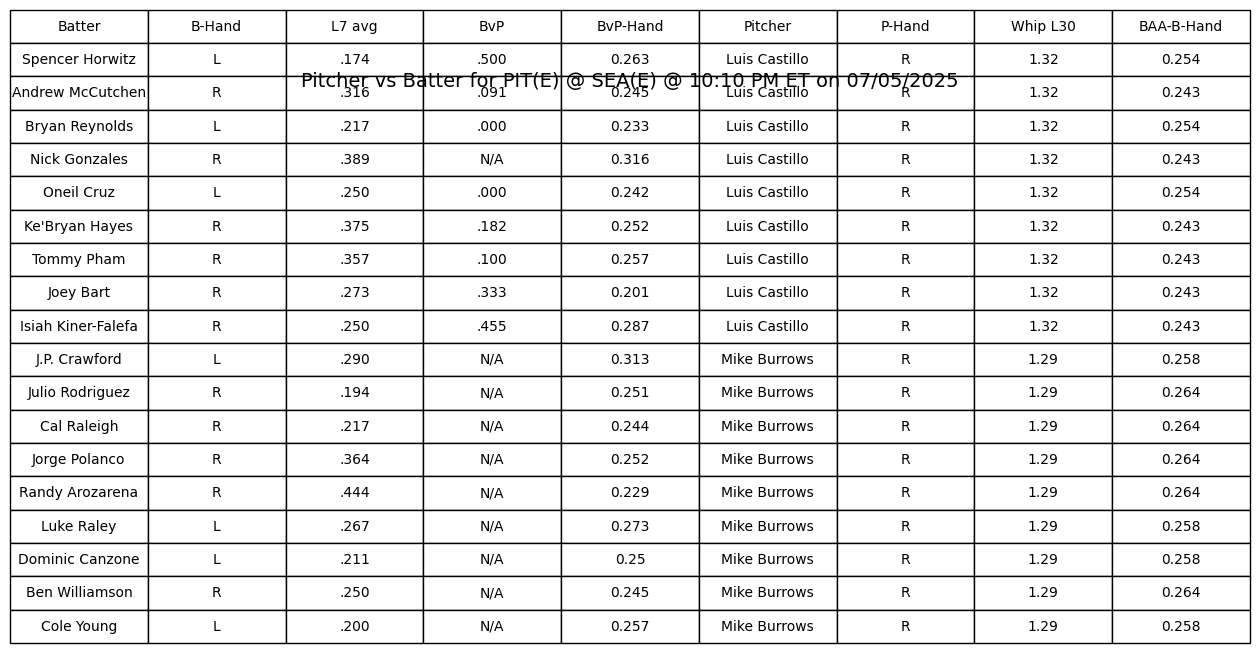 Batter B-Hand L7 avg BvP BvP-Hand Pitcher P-Hand Whip L30 BAA-B-Hand
Spencer Horwitz L .174 .500 0.263 Luis Castillo R 1.32 0.254
Pitcher vs Batter for PIT(E) @ SEA(E) @ 10:10 PM ET on 07/05/2025
Andrew McCutchen R .316 .091 0.245 Luis Castillo R 1.32 0.243
Bryan Reynolds L .217 .000 0.233 Luis Castillo R 1.32 0.254
Nick Gonzales R .389 N/A 0.316 Luis Castillo R 1.32 0.243
Oneil Cruz L .250 .000 0.242 Luis Castillo R 1.32 0.254
Ke'Bryan Hayes R .375 .182 0.252 Luis Castillo R 1.32 0.243
Tommy Pham R .357 .100 0.257 Luis Castillo R 1.32 0.243
Joey Bart R .273 .333 0.201 Luis Castillo R 1.32 0.243
Isiah Kiner-Falefa R .250 .455 0.287 Luis Castillo R 1.32 0.243
J.P. Crawford L .290 N/A 0.313 Mike Burrows R 1.29 0.258
Julio Rodriguez R .194 N/A 0.251 Mike Burrows R 1.29 0.264
Cal Raleigh R .217 N/A 0.244 Mike Burrows R 1.29 0.264
Jorge Polanco R .364 N/A 0.252 Mike Burrows R 1.29 0.264
Randy Arozarena R .444 N/A 0.229 Mike Burrows R 1.29 0.264
Luke Raley L .267 N/A 0.273 Mike Burrows R 1.29 0.258
Dominic Canzone L .211 N/A 0.25 Mike Burrows R 1.29 0.258
Ben Williamson R .250 N/A 0.245 Mike Burrows R 1.29 0.264
Cole Young L .200 N/A 0.257 Mike Burrows R 1.29 0.258